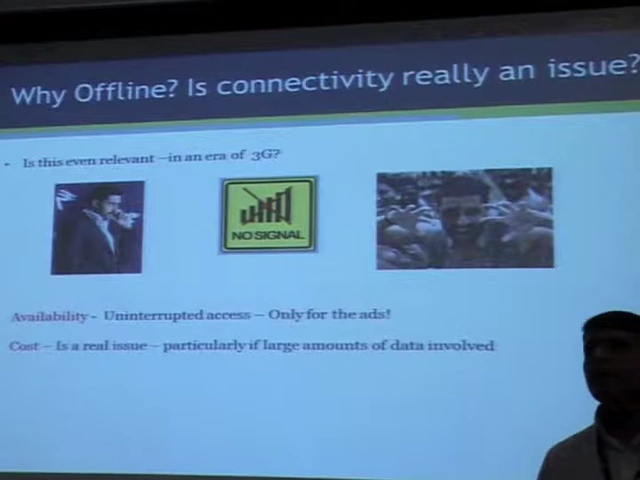 Why Offline? Is connectivity really an issue?
• Is this even relevant –in an era of 3G?
NO SIGNAL
Availability - Uninterrupted access – Only for the ads!
Cost – Is a real issue – particularly if large amounts of data involved